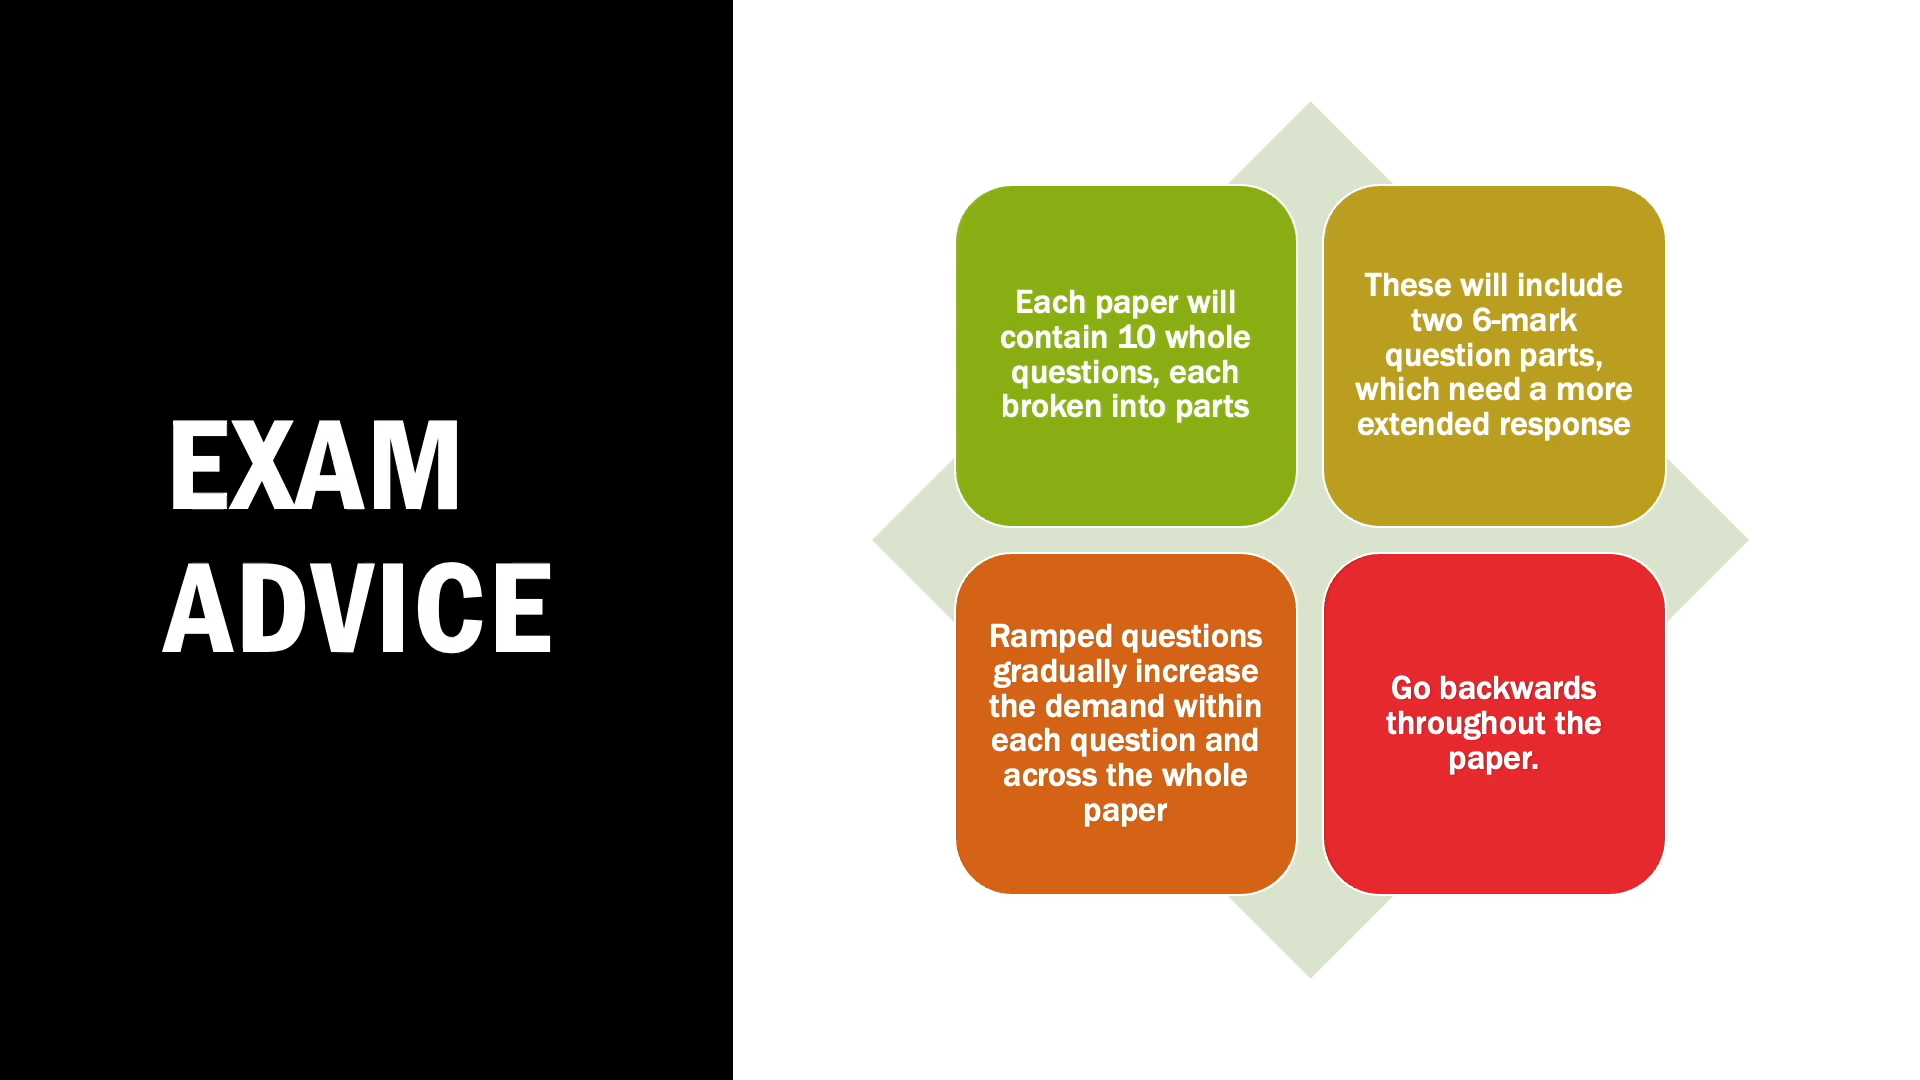 EXAM
ADVICE
Each paper will
contain 10 whole
questions, each
broken into parts
These will include
two 6-mark
question parts,
which need a more
extended response
Ramped questions
gradually increase
the demand within
each question and
across the whole
paper
Go backwards
throughout the
paper.